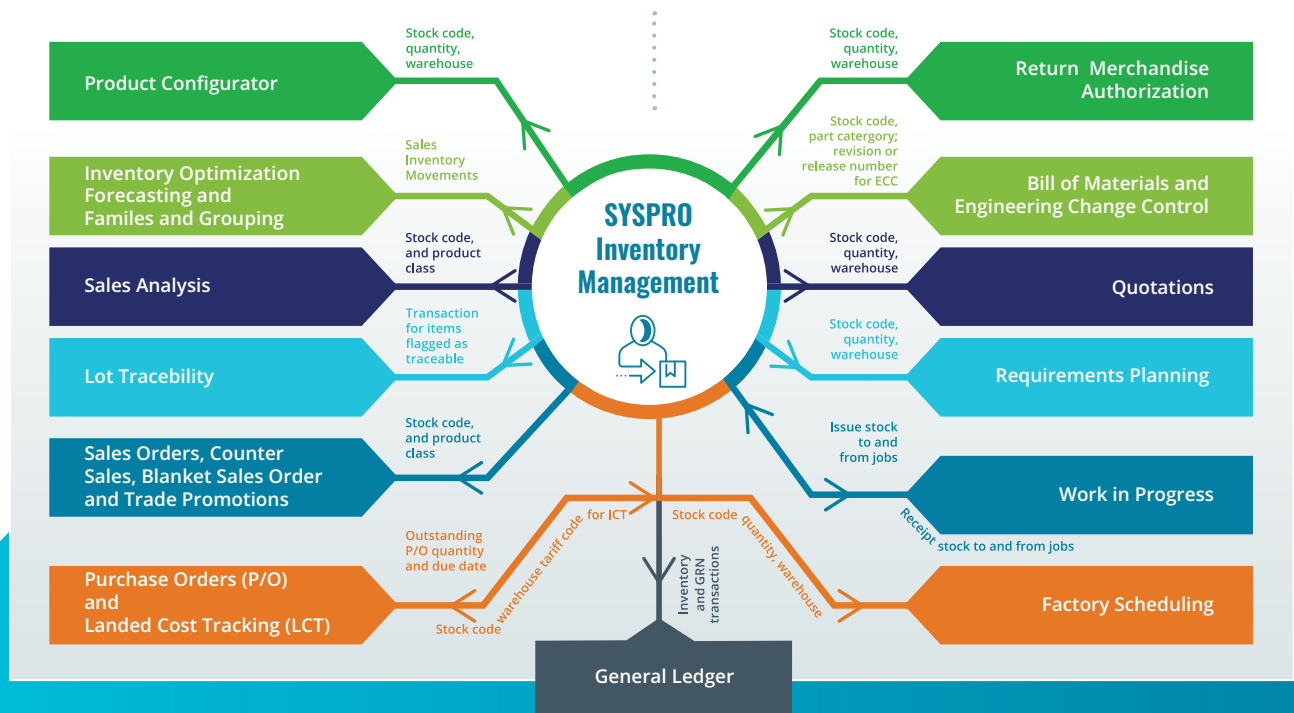 Stock code,
quantity,
warehouse
Product Configurator
Sales
Inventory
Movements
Inventory Optimization
Forecasting and
Familes and Grouping
Stock code,
and product
class
Sales Analysis
Transaction
for items
flagged as
traceable
Lot Tracebility
Stock code,
and product
class
Sales Orders, Counter
Sales, Blanket Sales Order
and Trade Promotions
Outstanding
P/O quantity
and due date
Purchase Orders (P/O)
and
Landed Cost Tracking (LCT)
Stock code
warehouse tariff code
for ICT
SYSPRO
Inventory
Management
Stock code,
quantity,
warehouse
Return Merchandise
Authorization
Stock code,
part catergory;
revision or
release number
for ECC
Bill of Materials and
Engineering Change Control
Stock code,
quantity,
warehouse
Quotations
Stock code,
quantity,
warehouse
Requirements Planning
Issue stock
to and
from jobs
Work in Progress
Receipt
stock to and from jobs
Stock code
quantity, warehouse
Factory Scheduling
Inventory
and GRN
transactions
General Ledger